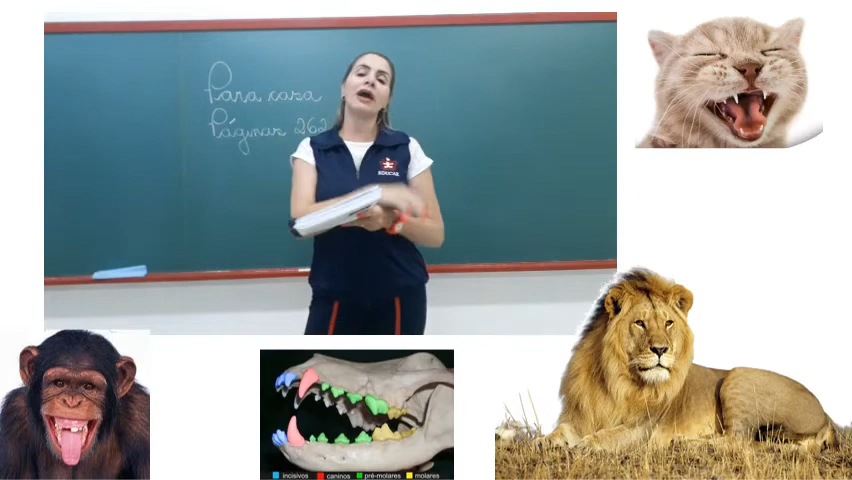 Para casa
Páginas 262
EDUCAR
incisivos caninos pré-molares molares